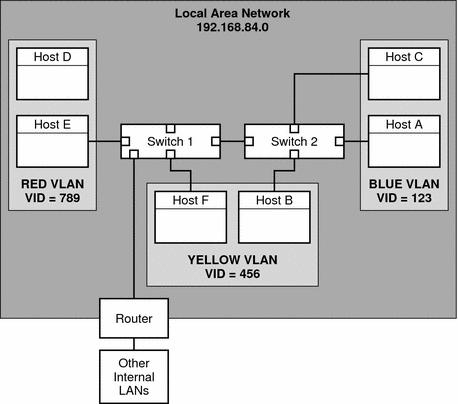 Local Area Network
192.168.84.0
Host D
Host C
Host E
Switch 1
Switch 2
Host A
RED VLAN
VID = 789
Host F
Host B
BLUE VLAN
VID = 123
YELLOW VLAN
VID = 456
Router
Other
Internal
LANs